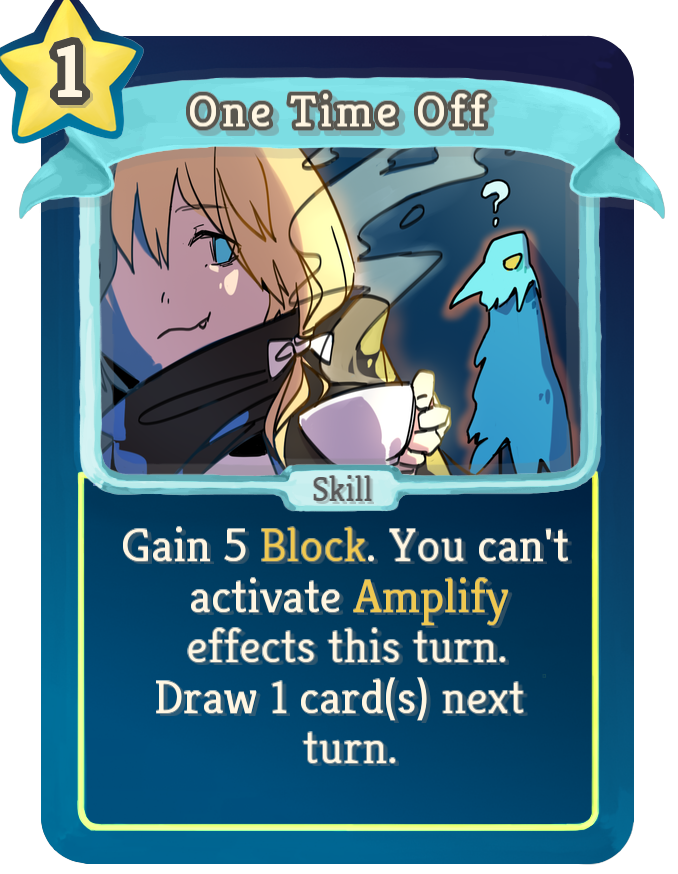 1
One Time Off
?
Skill
Gain 5 Block. You can't
activate Amplify
effects this turn.
Draw 1 card(s) next
turn.